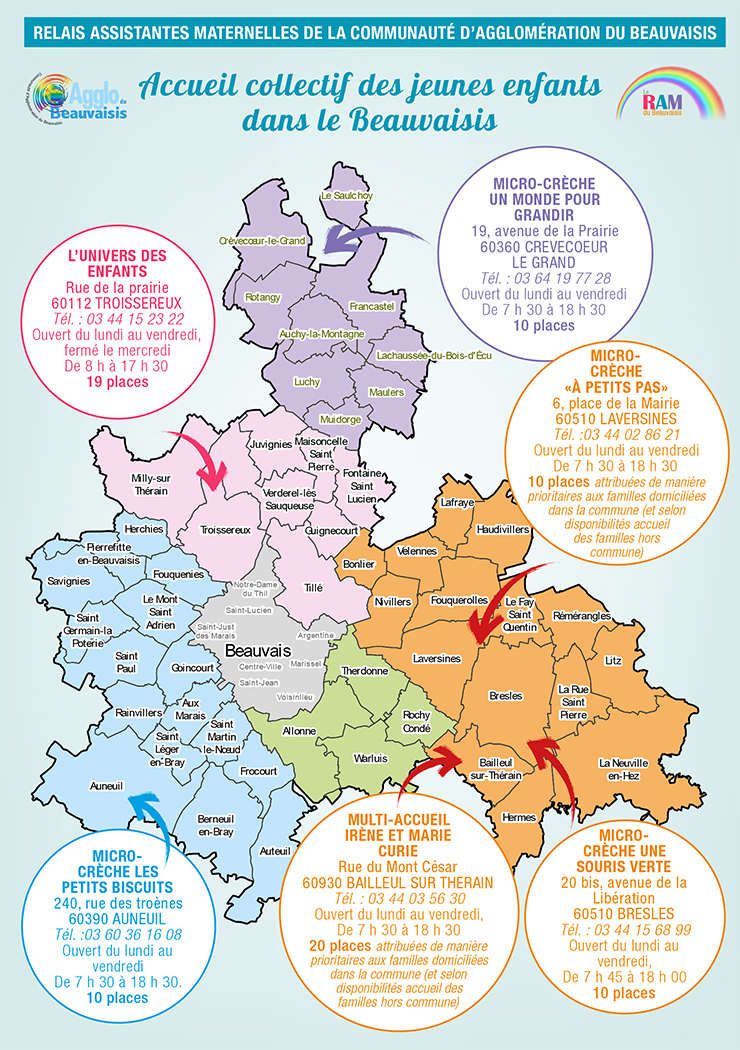 RELAIS ASSISTANTES MATERNELLES DE LA COMMUNAUTÉ D'AGGLOMÉRATION DU BEAUVAISIS
Accueil collectif des jeunes enfants
dans le Beauvaisis
Agglo du
Beauvaisis
Le
RAM
du Beauvaisis
MICRO-CRÈCHE
UN MONDE POUR
GRANDIR
19, avenue de la Prairie
60360 CREVECOEUR
LE GRAND
Tél. : 03 64 19 77 28
Ouvert du lundi au vendredi
De 7 h 30 à 18 h 30
10 places
L'UNIVERS DES
ENFANTS
Rue de la prairie
60112 TROISSEREUX
Tél. : 03 44 15 23 22
Ouvert du lundi au vendredi,
fermé le mercredi
De 8 h à 17 h 30
19 places
MICRO-
CRÈCHE
«À PETITS PAS»
6, place de la Mairie
60510 LAVERSINES
Tél. :03 44 02 86 21
Ouvert du lundi au vendredi
De 7 h 30 à 18 h 30
10 places attribuées de manière
prioritaires aux familles domiciliées
dans la commune (et selon
disponibilités accueil
des familles hors
commune)
Le Saulchoy
Crèvecœur-le-Grand
Rotangy
Francastel
Auchy-la-Montagne
Lachaussée-du-Bois-d'Écu
Luchy
Maulers
Muidorge
Juvignies
Maisoncelle
Saint
Pierre
Milly-sur
Thérain
Fontaine
Saint
Lucien
Verderel-lès
Sauqueuse
Troissereux
Guignecourt
Tillé
Herchies
Pierrefitte
en-Beauvaisis
Savignies
Fouquenies
Le Mont
Saint
Adrien
Saint
Germain-la
Poterie
Saint
Paul
Goincourt
Rainvillers
Aux
Marais
Saint
Martin
le-Nœud
Saint
Léger
en-Bray
Frocourt
Auneuil
Berneuil
en-Bray
Auteuil
Notre-Dame
du Thil
Saint-Lucien
Saint-Just
des Marais
Argentine
Beauvais
Centre-Ville
Marissel
Saint-Jean
Voisinlieu
Therdonne
Allonne
Rochy
Condé
Warluis
Lafraye
Haudivillers
Velennes
Bonlier
Nivillers
Fouquerolles
Le Fay
Saint
Quentin
Rémérangles
Laversines
Litz
Bresles
La Rue
Saint
Pierre
Bailleul
sur-Thérain
La Neuville
en-Hez
Hermes
MICRO-
CRÈCHE LES
PETITS BISCUITS
240, rue des troènes
60390 AUNEUIL
Tél. :03 60 36 16 08
Ouvert du lundi au
vendredi
De 7 h 30 à 18 h 30.
10 places
MULTI-ACCUEIL
IRÈNE ET MARIE
CURIE
Rue du Mont César
60930 BAILLEUL SUR THERAIN
Tél. : 03 44 03 56 30
Ouvert du lundi au vendredi,
De 7 h 30 à 18 h 30
20 places attribuées de manière
prioritaires aux familles domiciliées
dans la commune (et selon
disponibilités accueil des
familles hors commune)
MICRO-
CRÈCHE UNE
SOURIS VERTE
20 bis, avenue de la
Libération
60510 BRESLES
Tél. : 03 44 15 68 99
Ouvert du lundi au
vendredi,
De 7 h 45 à 18 h 00
10 places